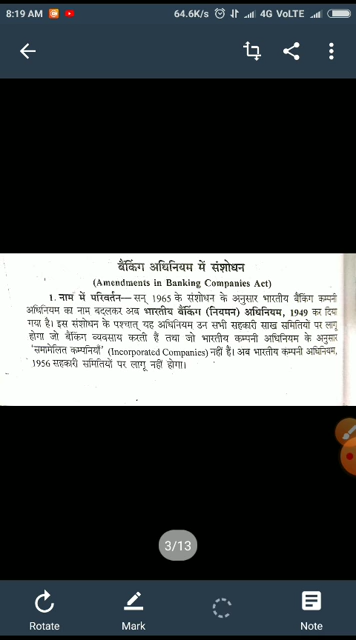 8:19 AM 64.6K/s 4G VoLTE
बैंकिंग अधिनियम में संशोधन
(Amendments in Banking Companies Act)
1. नाम में परिवर्तन— सन् 1965 के संशोधन के अनुसार भारतीय बैंकिंग कम्पनी
अधिनियम का नाम बदलकर अब भारतीय बैंकिंग (नियमन) अधिनियम, 1949 कर दिया
गया है। इस संशोधन के पश्चात् यह अधिनियम उन सभी सहकारी साख समितियों पर लागू
होगा जो बैंकिंग व्यवसाय करती हैं तथा जो भारतीय कम्पनी अधिनियम के अनुसार
'समामेलित कम्पनियाँ' (Incorporated Companies) नहीं हैं। अब भारतीय कम्पनी अधिनियम,
1956 सहकारी समितियों पर लागू नहीं होगा।
3/13
Rotate Mark Note